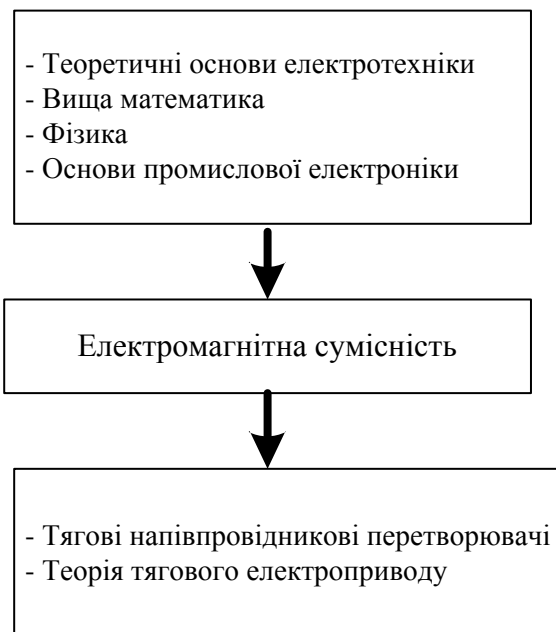 - Теоретичні основи електротехніки
- Вища математика
- Фізика
- Основи промислової електроніки
Електромагнітна сумісність
- Тягові напівпровідникові перетворювачі
- Теорія тягового електроприводу